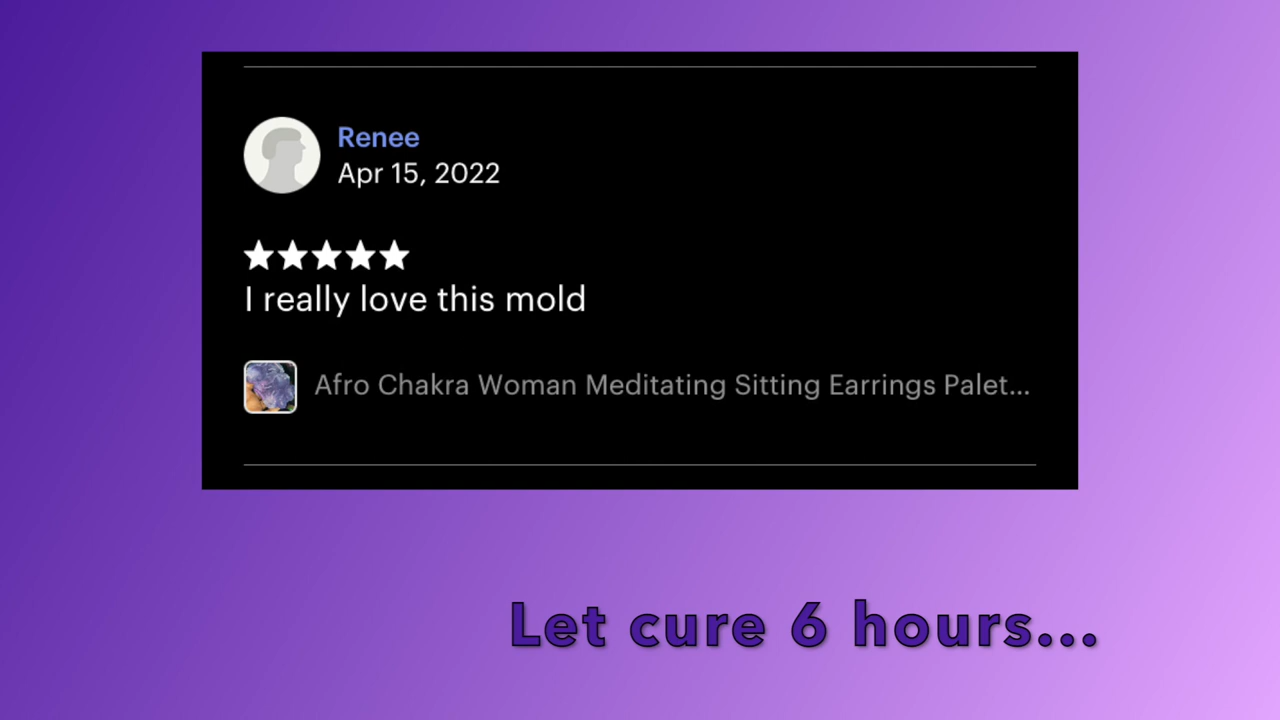 Renee
Apr 15, 2022
I really love this mold
Afro Chakra Woman Meditating Sitting Earrings Palet...
Let cure 6 hours...